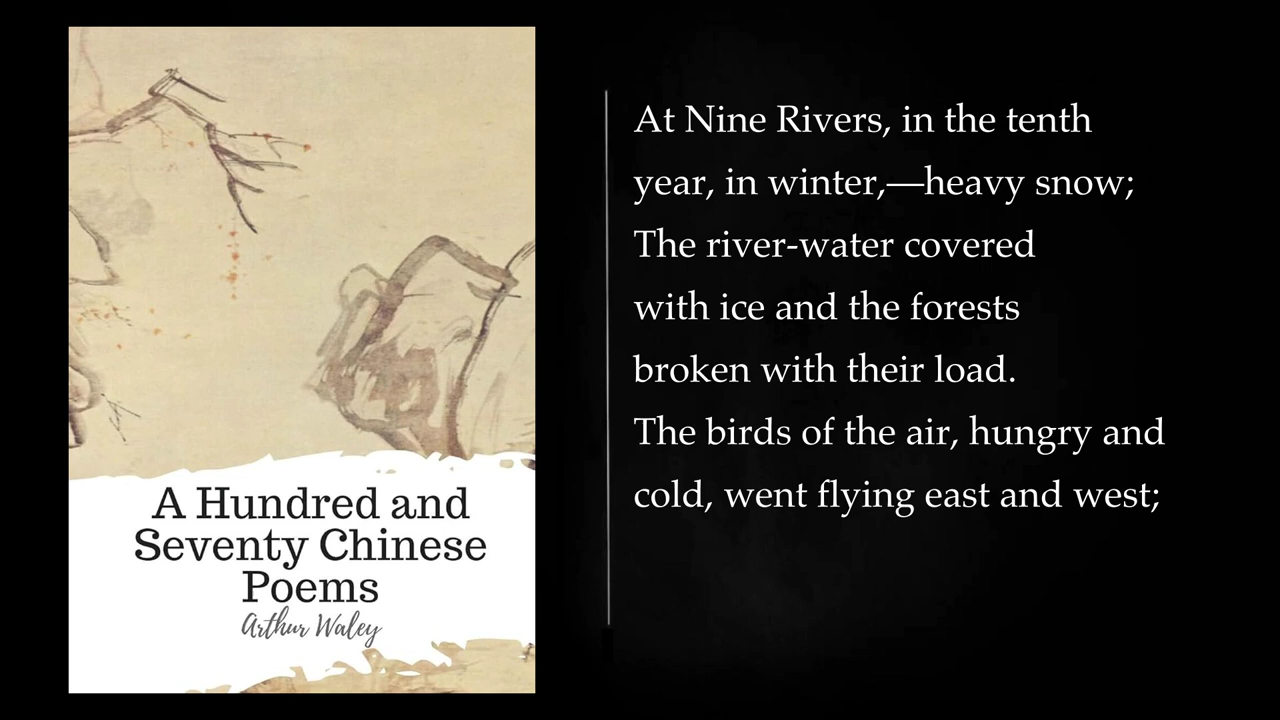 A Hundred and
Seventy Chinese
Poems
Arthur Waley
At Nine Rivers, in the tenth
year, in winter,—heavy snow;
The river-water covered
with ice and the forests
broken with their load.
The birds of the air, hungry and
cold, went flying east and west;